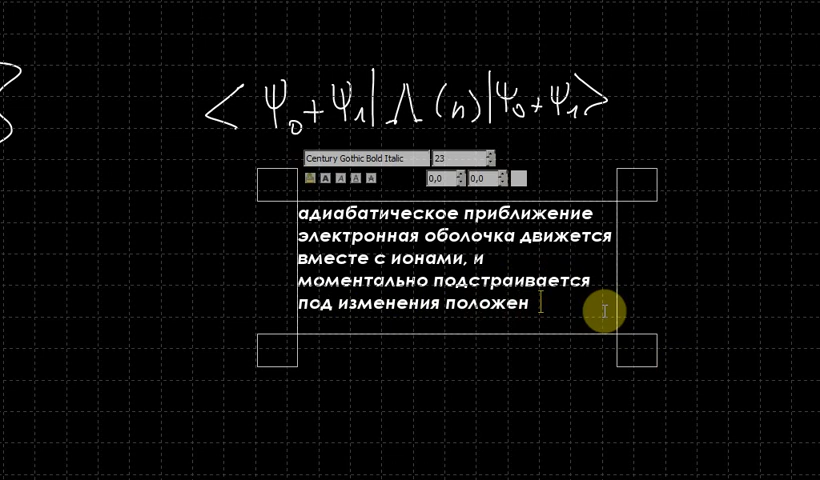 <Ψ₀+Ψ₁|Λ(n)|Ψ₀+Ψ₁>
Century Gothic Bold Italic 23
A A A A A 0,0 0,0
адиабатическое приближение
электронная оболочка движется
вместе с ионами, и
моментально подстраивается
под изменения положен